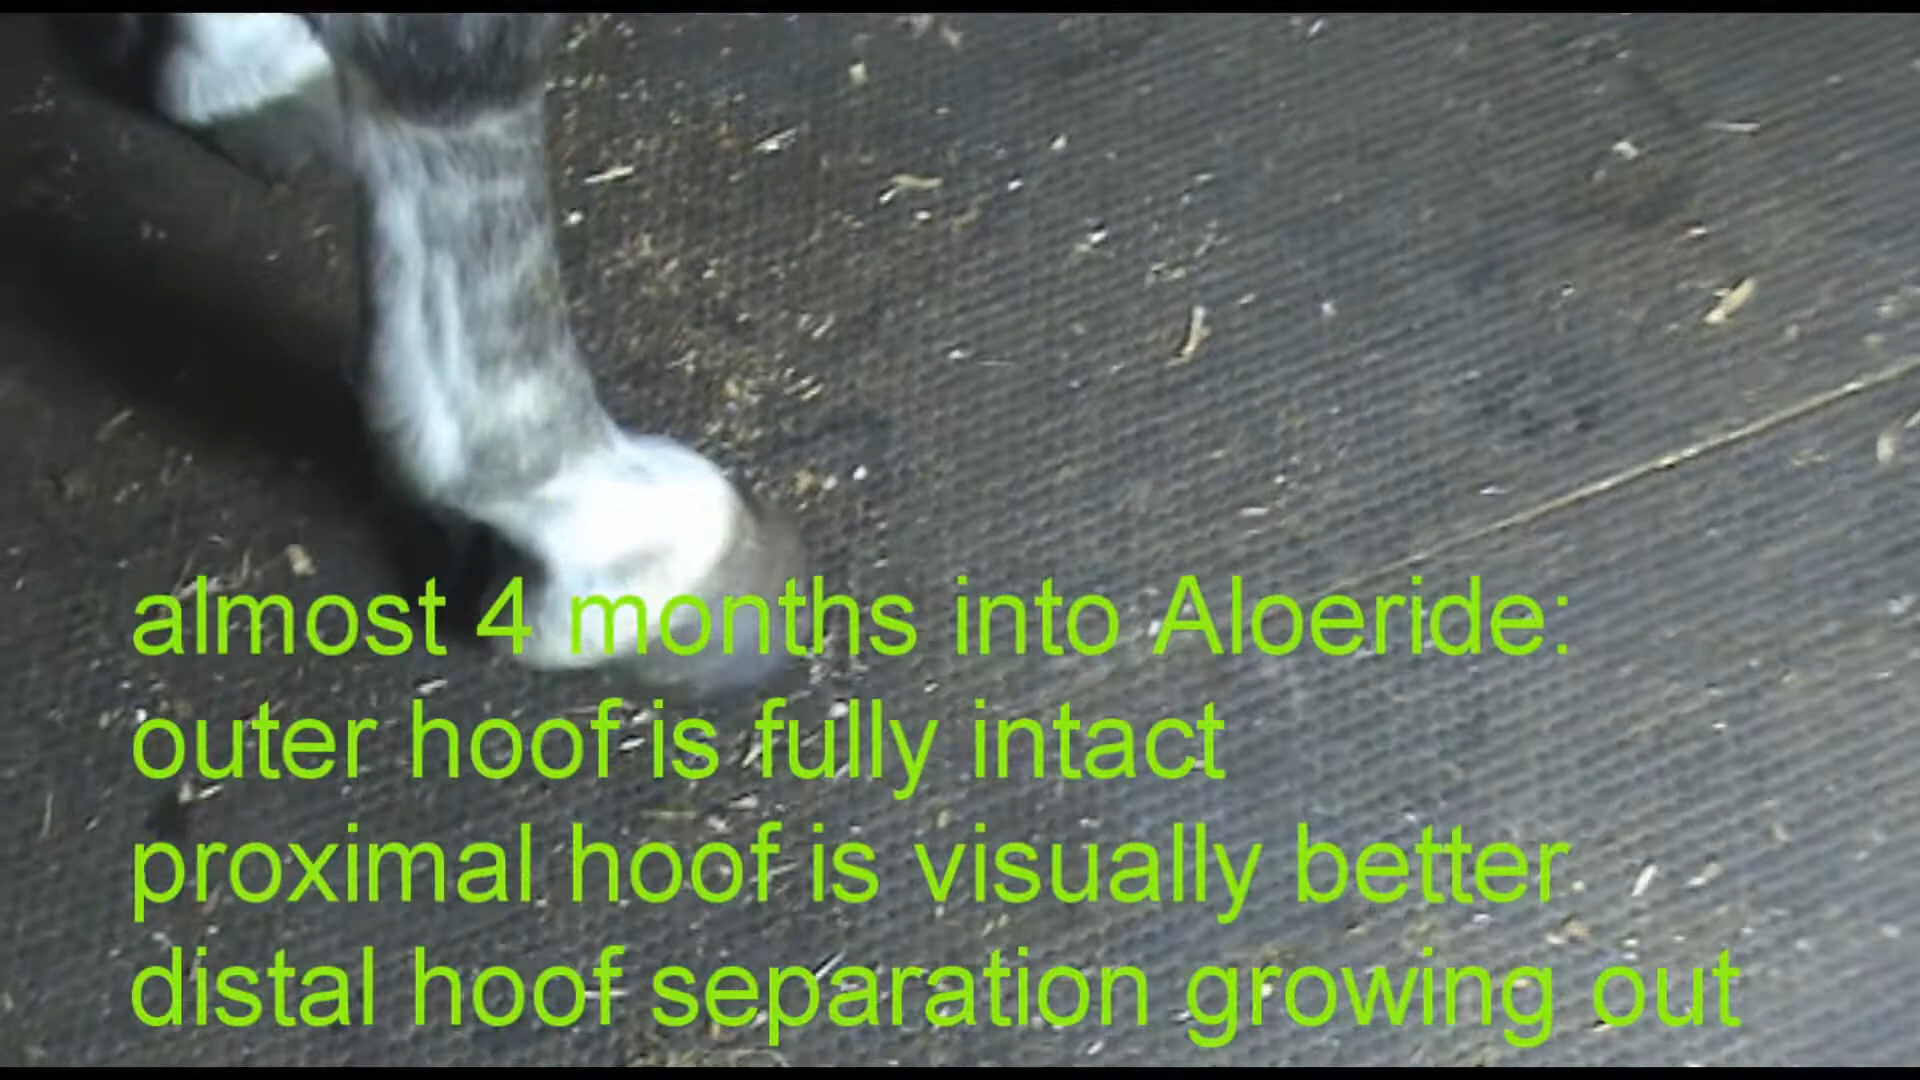 almost 4 months into Aloeride:
outer hoof is fully intact
proximal hoof is visually better
distal hoof separation growing out